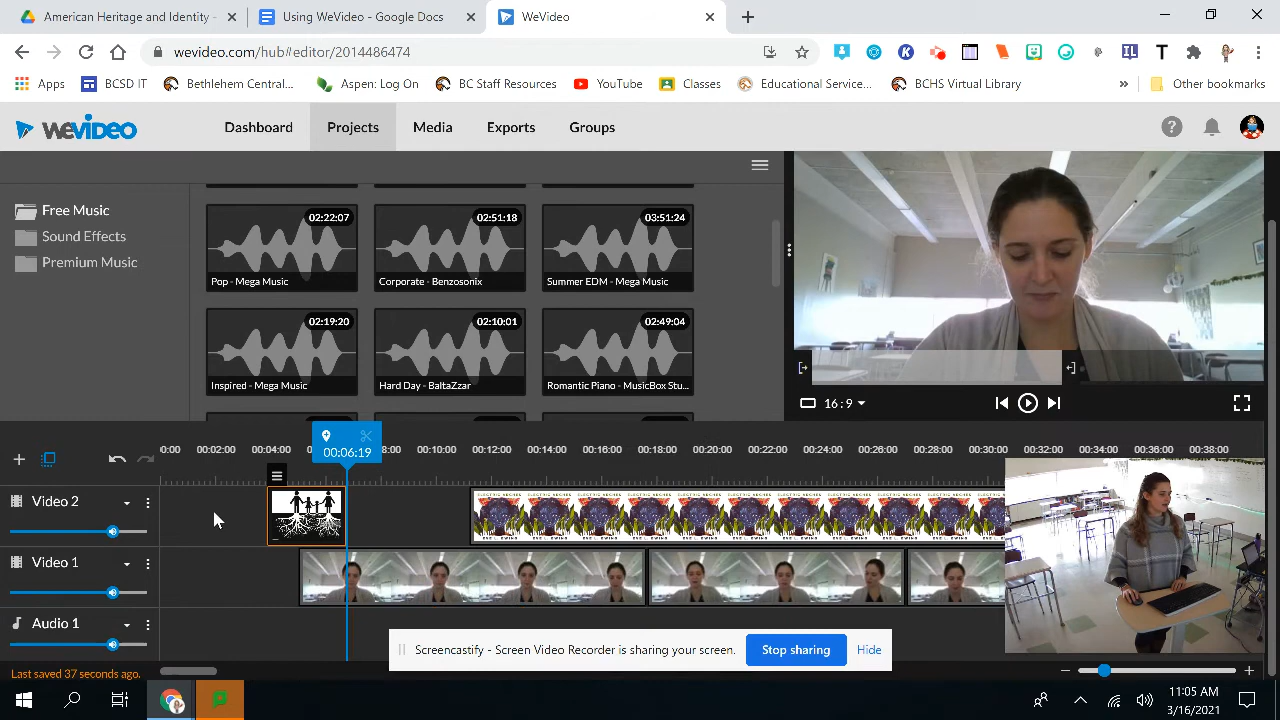 American Heritage and Identity -
Using WeVideo - Google Docs
WeVideo
wevideo.com/hub#editor/2014486474
Apps
BCSD IT
Bethlehem Central...
Aspen: Log On
BC Staff Resources
YouTube
Classes
Educational Service...
BCHS Virtual Library
Other bookmarks
WEVIDEO
Dashboard
Projects
Media
Exports
Groups
Free Music
Sound Effects
Premium Music
02:22:07
02:51:18
03:51:24
Pop - Mega Music
Corporate - Benzosonix
Summer EDM - Mega Music
02:19:20
02:10:01
02:49:04
Inspired - Mega Music
Hard Day - BaltaZzar
Romantic Piano - MusicBox Stu...
16:9
00:06:19
0:00
00:02:00
00:04:00
08:00
00:10:00
00:12:00
00:14:00
00:16:00
00:18:00
00:20:00
00:22:00
00:24:00
00:26:00
00:28:00
00:30:00
00:32:00
00:34:00
00:36:00
00:38:00
Video 2
ELECTRIC ARCHES
EVE L. EWING
Video 1
Audio 1
Screencastify - Screen Video Recorder is sharing your screen.
Stop sharing
Hide
Last saved 37 seconds ago.
11:05 AM
3/16/2021